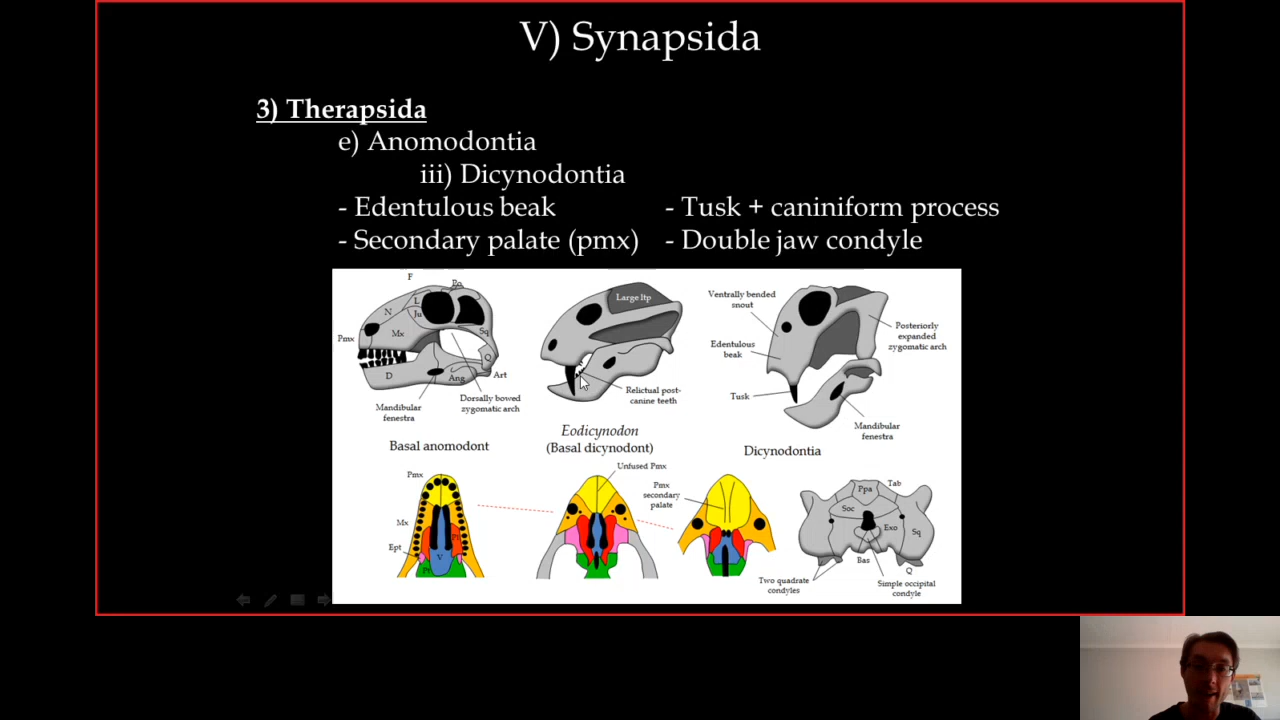 V) Synapsida
3) Therapsida
e) Anomodontia
iii) Dicynodontia
- Edentulous beak
- Tusk + caniniform process
- Secondary palate (pmx)
- Double jaw condyle
F
Po
L
N
Ju
Pmx
Mx
Sq
Q
D
Ang
Art
Mandibular
fenestra
Dorsally bowed
zygomatic arch
Basal anomodont
Large ltp
Relictual post-
canine teeth
Eodicynodon
(Basal dicynodont)
Ventrally bended
snout
Edentulous
beak
Tusk
Posteriorly
expanded
zygomatic arch
Mandibular
fenestra
Dicynodontia
Pmx
Mx
Ept
Pl
V
Pt
Unfused Pmx
Pmx
secondary
palate
Ppa
Tab
Soc
Exo
Sq
Bas
Q
Two quadrate
condyles
Simple occipital
condyle